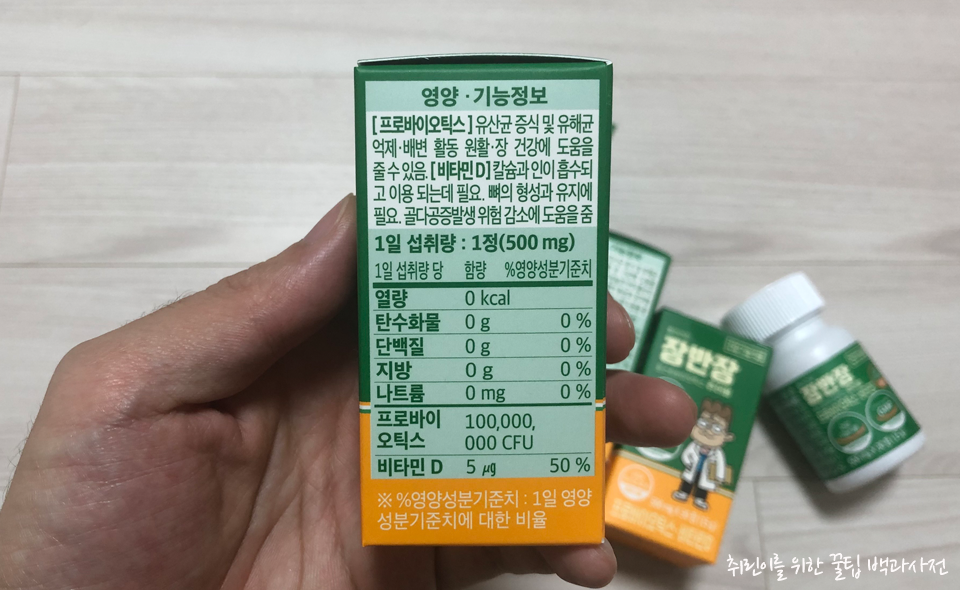 영양·기능정보
[프로바이오틱스] 유산균 증식 및 유해균
억제·배변 활동 원활·장 건강에 도움을
줄 수 있음. [비타민 D] 칼슘과 인이 흡수되
고 이용 되는데 필요. 뼈의 형성과 유지에
필요. 골다공증발생 위험 감소에 도움을 줌
1일 섭취량 : 1정(500 mg)
1일 섭취량 당 함량 %영양성분기준치
열량 0 kcal
탄수화물 0 g 0 %
단백질 0 g 0 %
지방 0 g 0 %
나트륨 0 mg 0 %
프로바이 100,000,
오틱스 000 CFU
비타민 D 5 ㎍ 50 %
※ %영양성분기준치 : 1일 영양
성분기준치에 대한 비율
장반장
장반장
취린이를 위한 꿀팁 백과사전